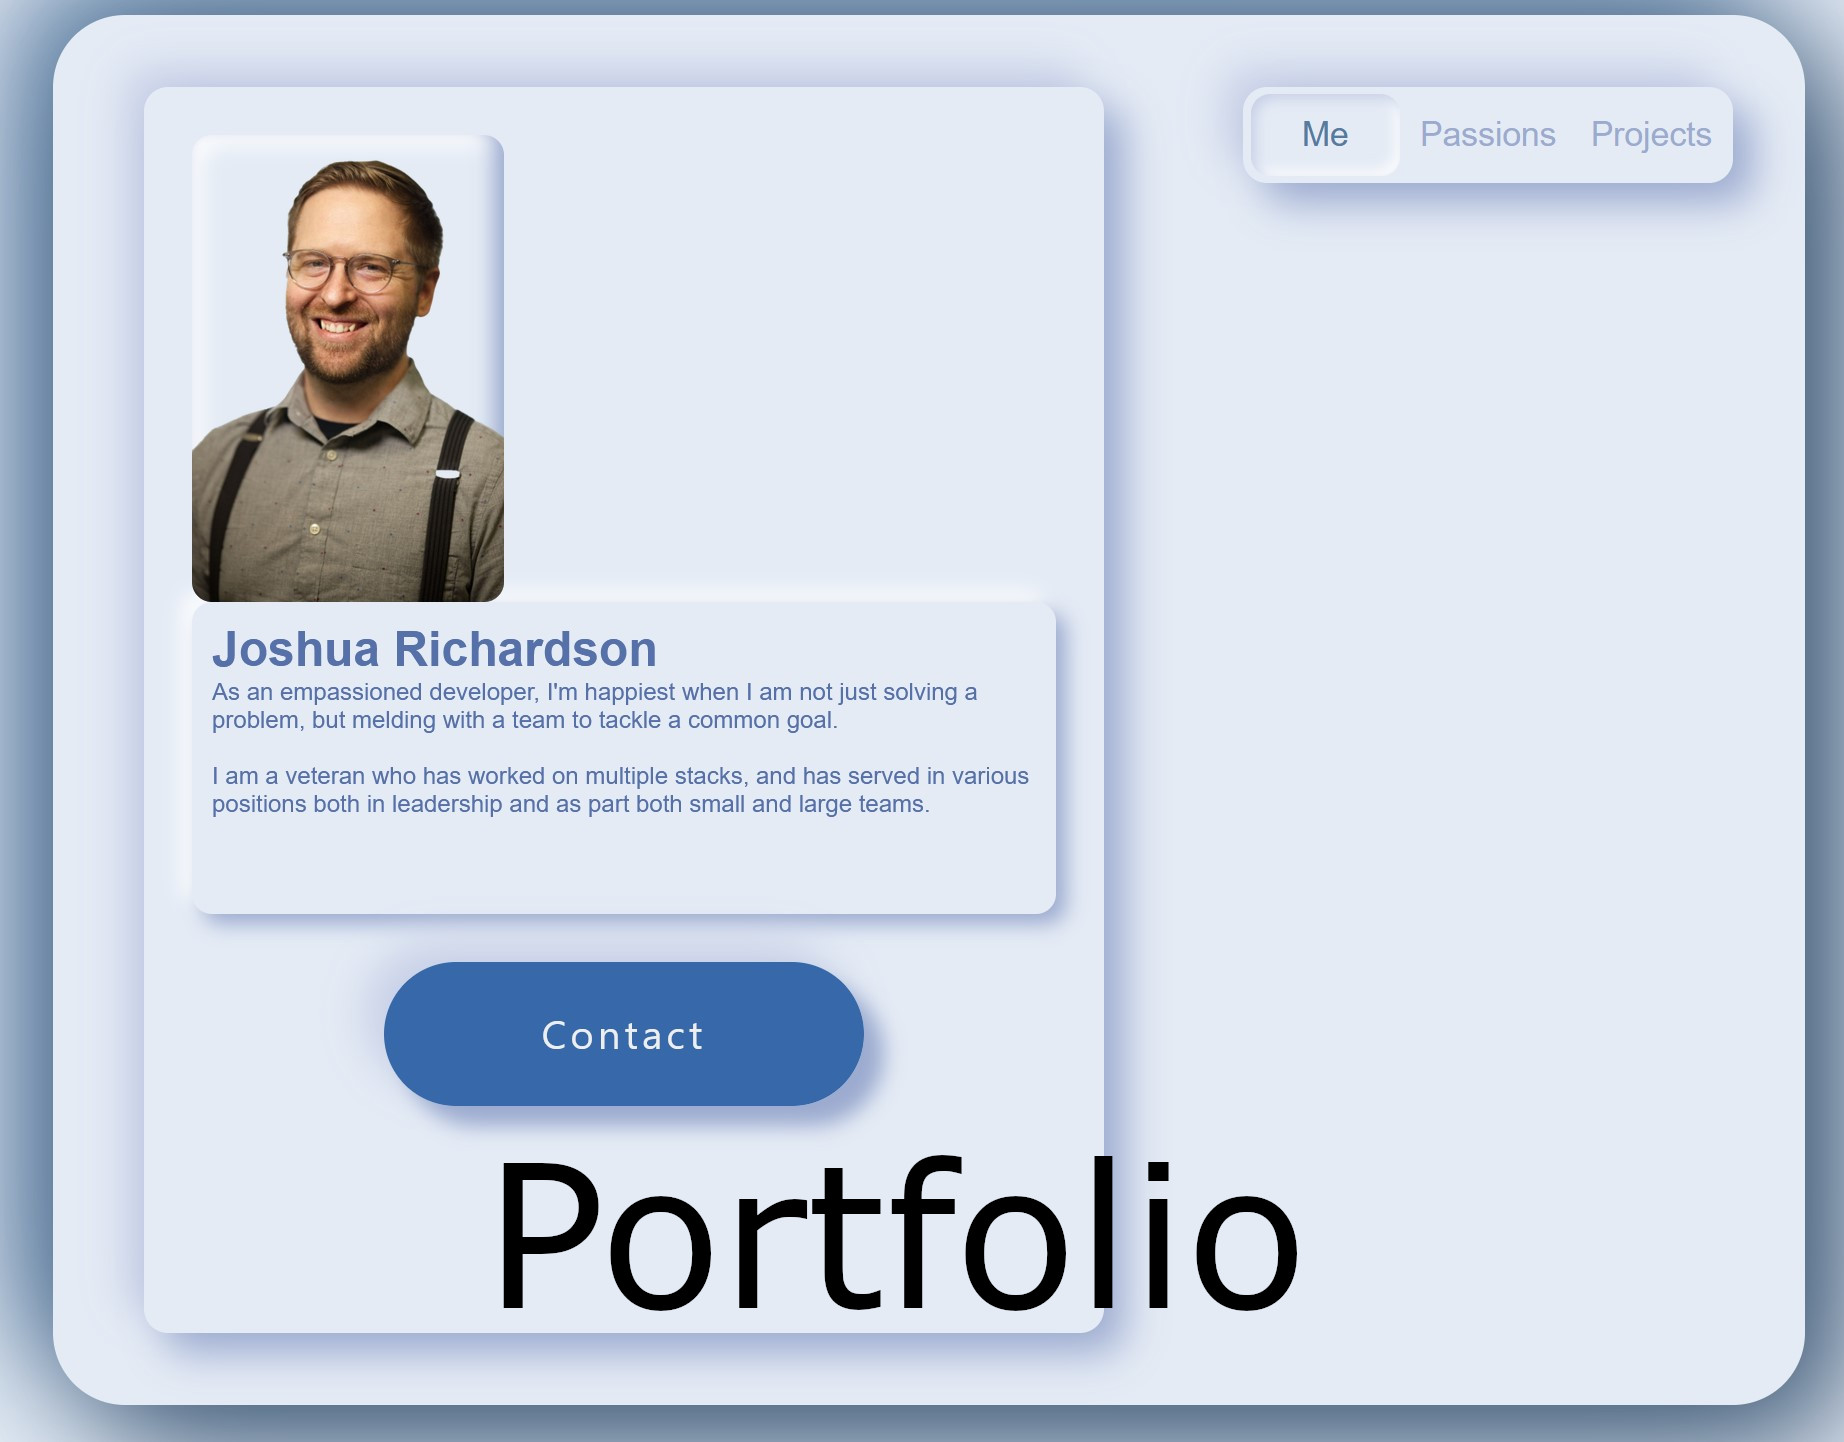 Me Passions Projects
Joshua Richardson
As an empassioned developer, I'm happiest when I am not just solving a
problem, but melding with a team to tackle a common goal.
I am a veteran who has worked on multiple stacks, and has served in various
positions both in leadership and as part both small and large teams.
Contact
Portfolio